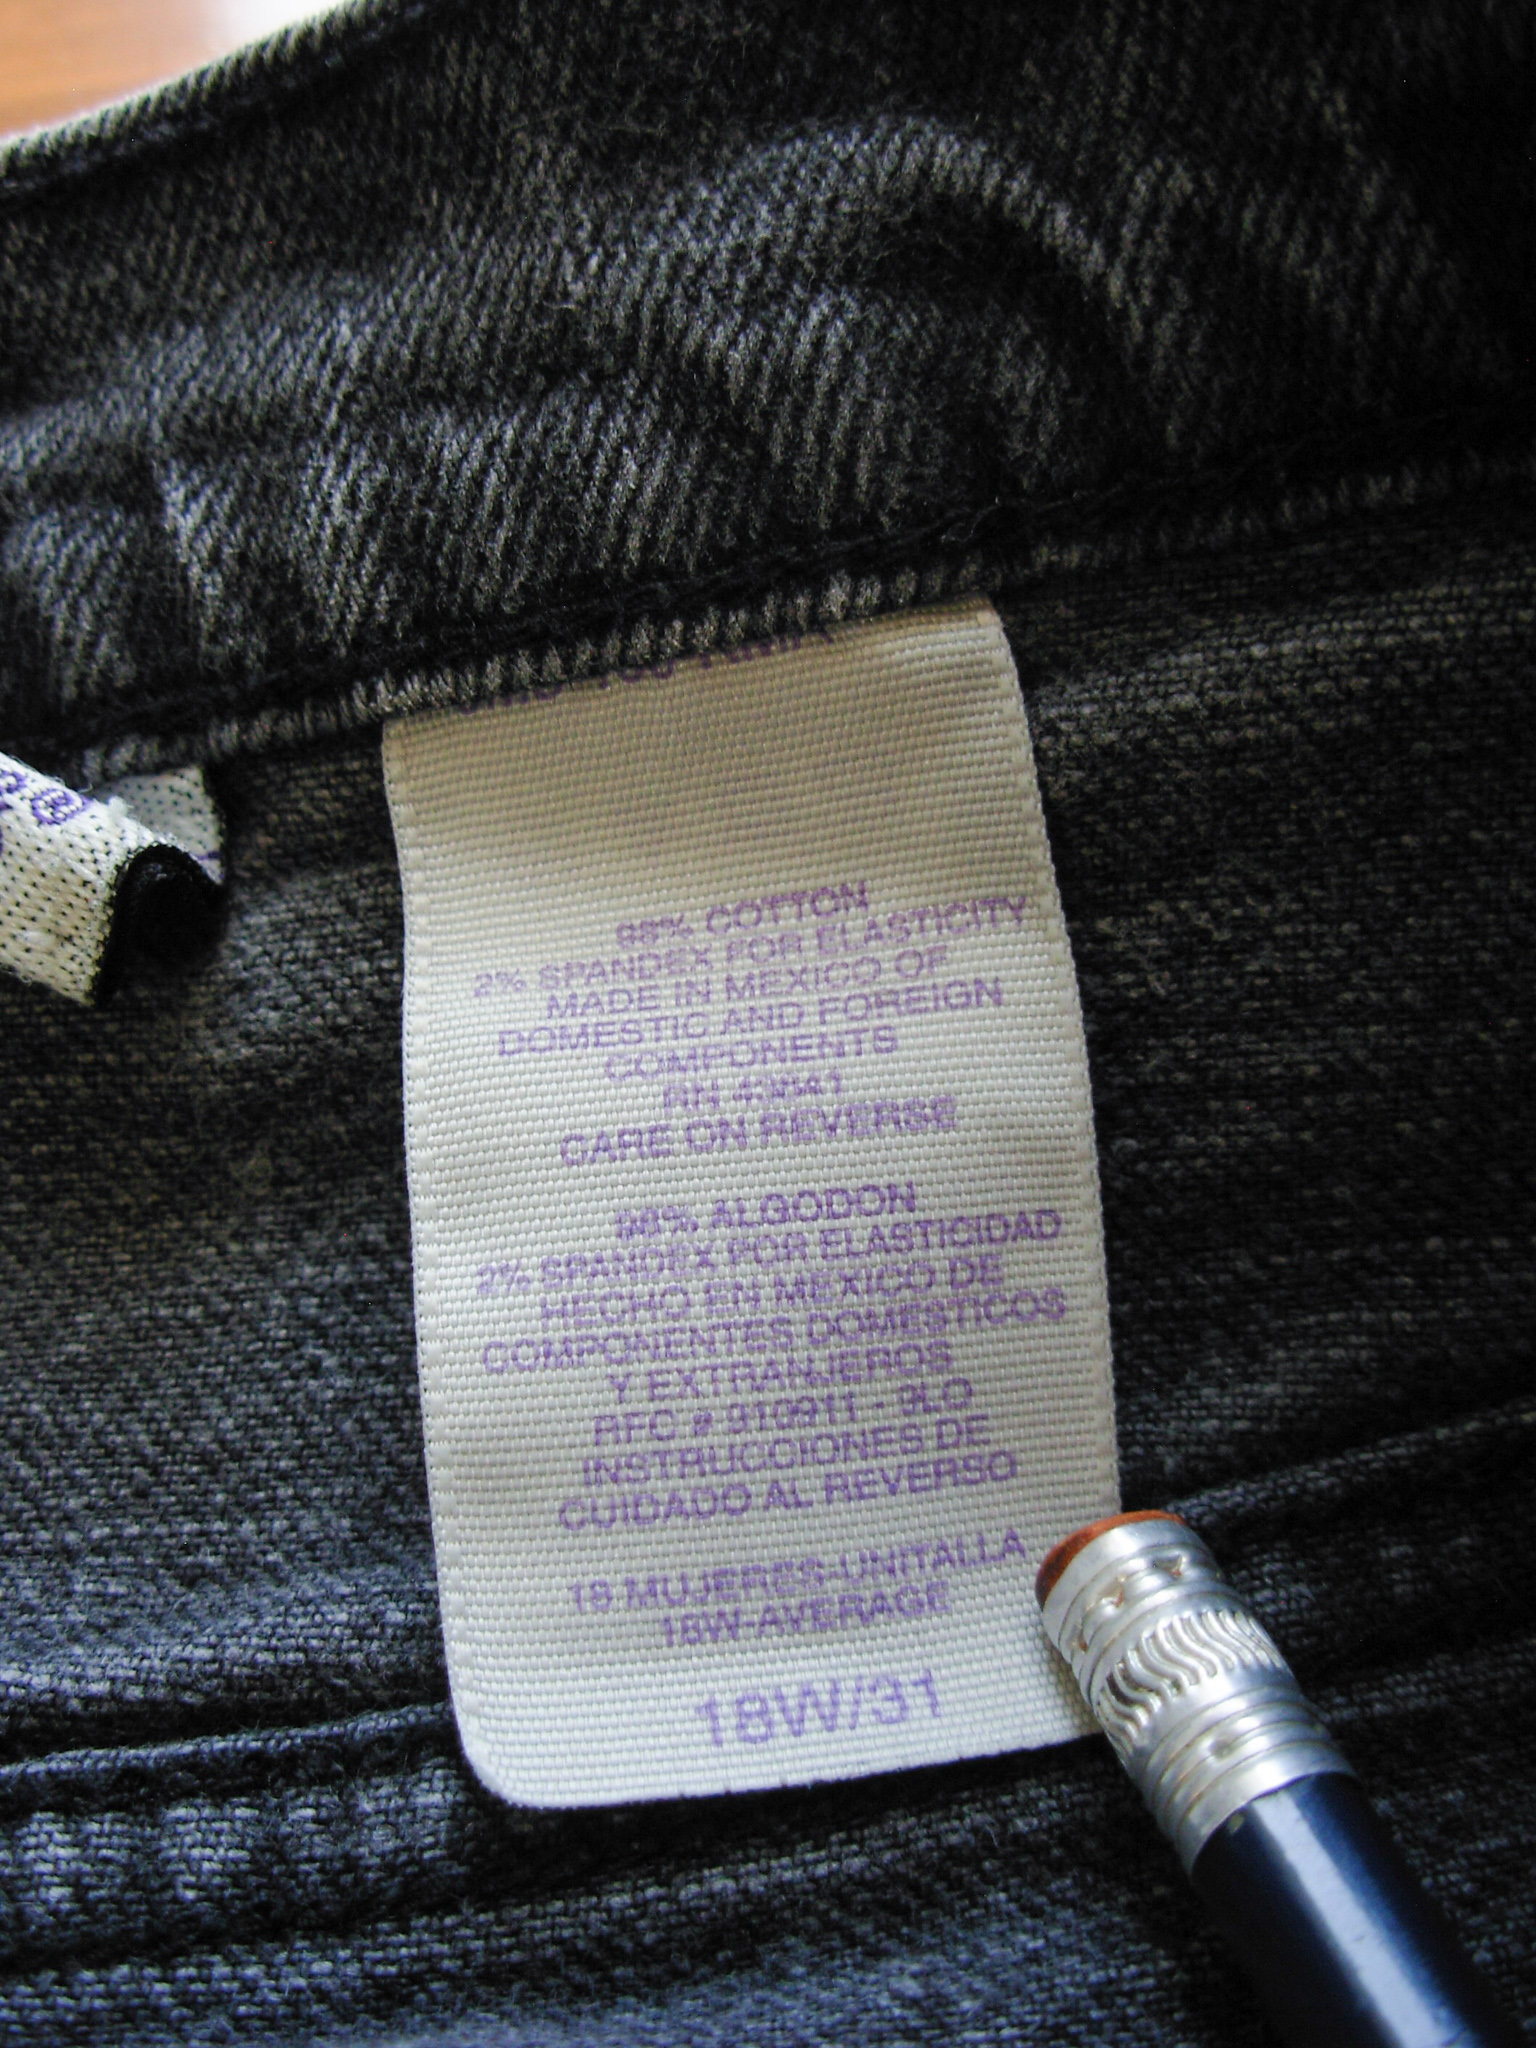 98% COTTON
2% SPANDEX FOR ELASTICITY
MADE IN MEXICO OF
DOMESTIC AND FOREIGN
COMPONENTS
RN
CARE ON REVERSE
98% ALGODON
2% SPANDEX POR ELASTICIDAD
HECHO EN MEXICO DE
COMPONENTES DOMESTICOS
Y EXTRANJEROS
RFC # 910911 - 9LO
INSTRUCCIONES DE
CUIDADO AL REVERSO
18 MUJERES-UNITALLA
18W-AVERAGE
18W/31